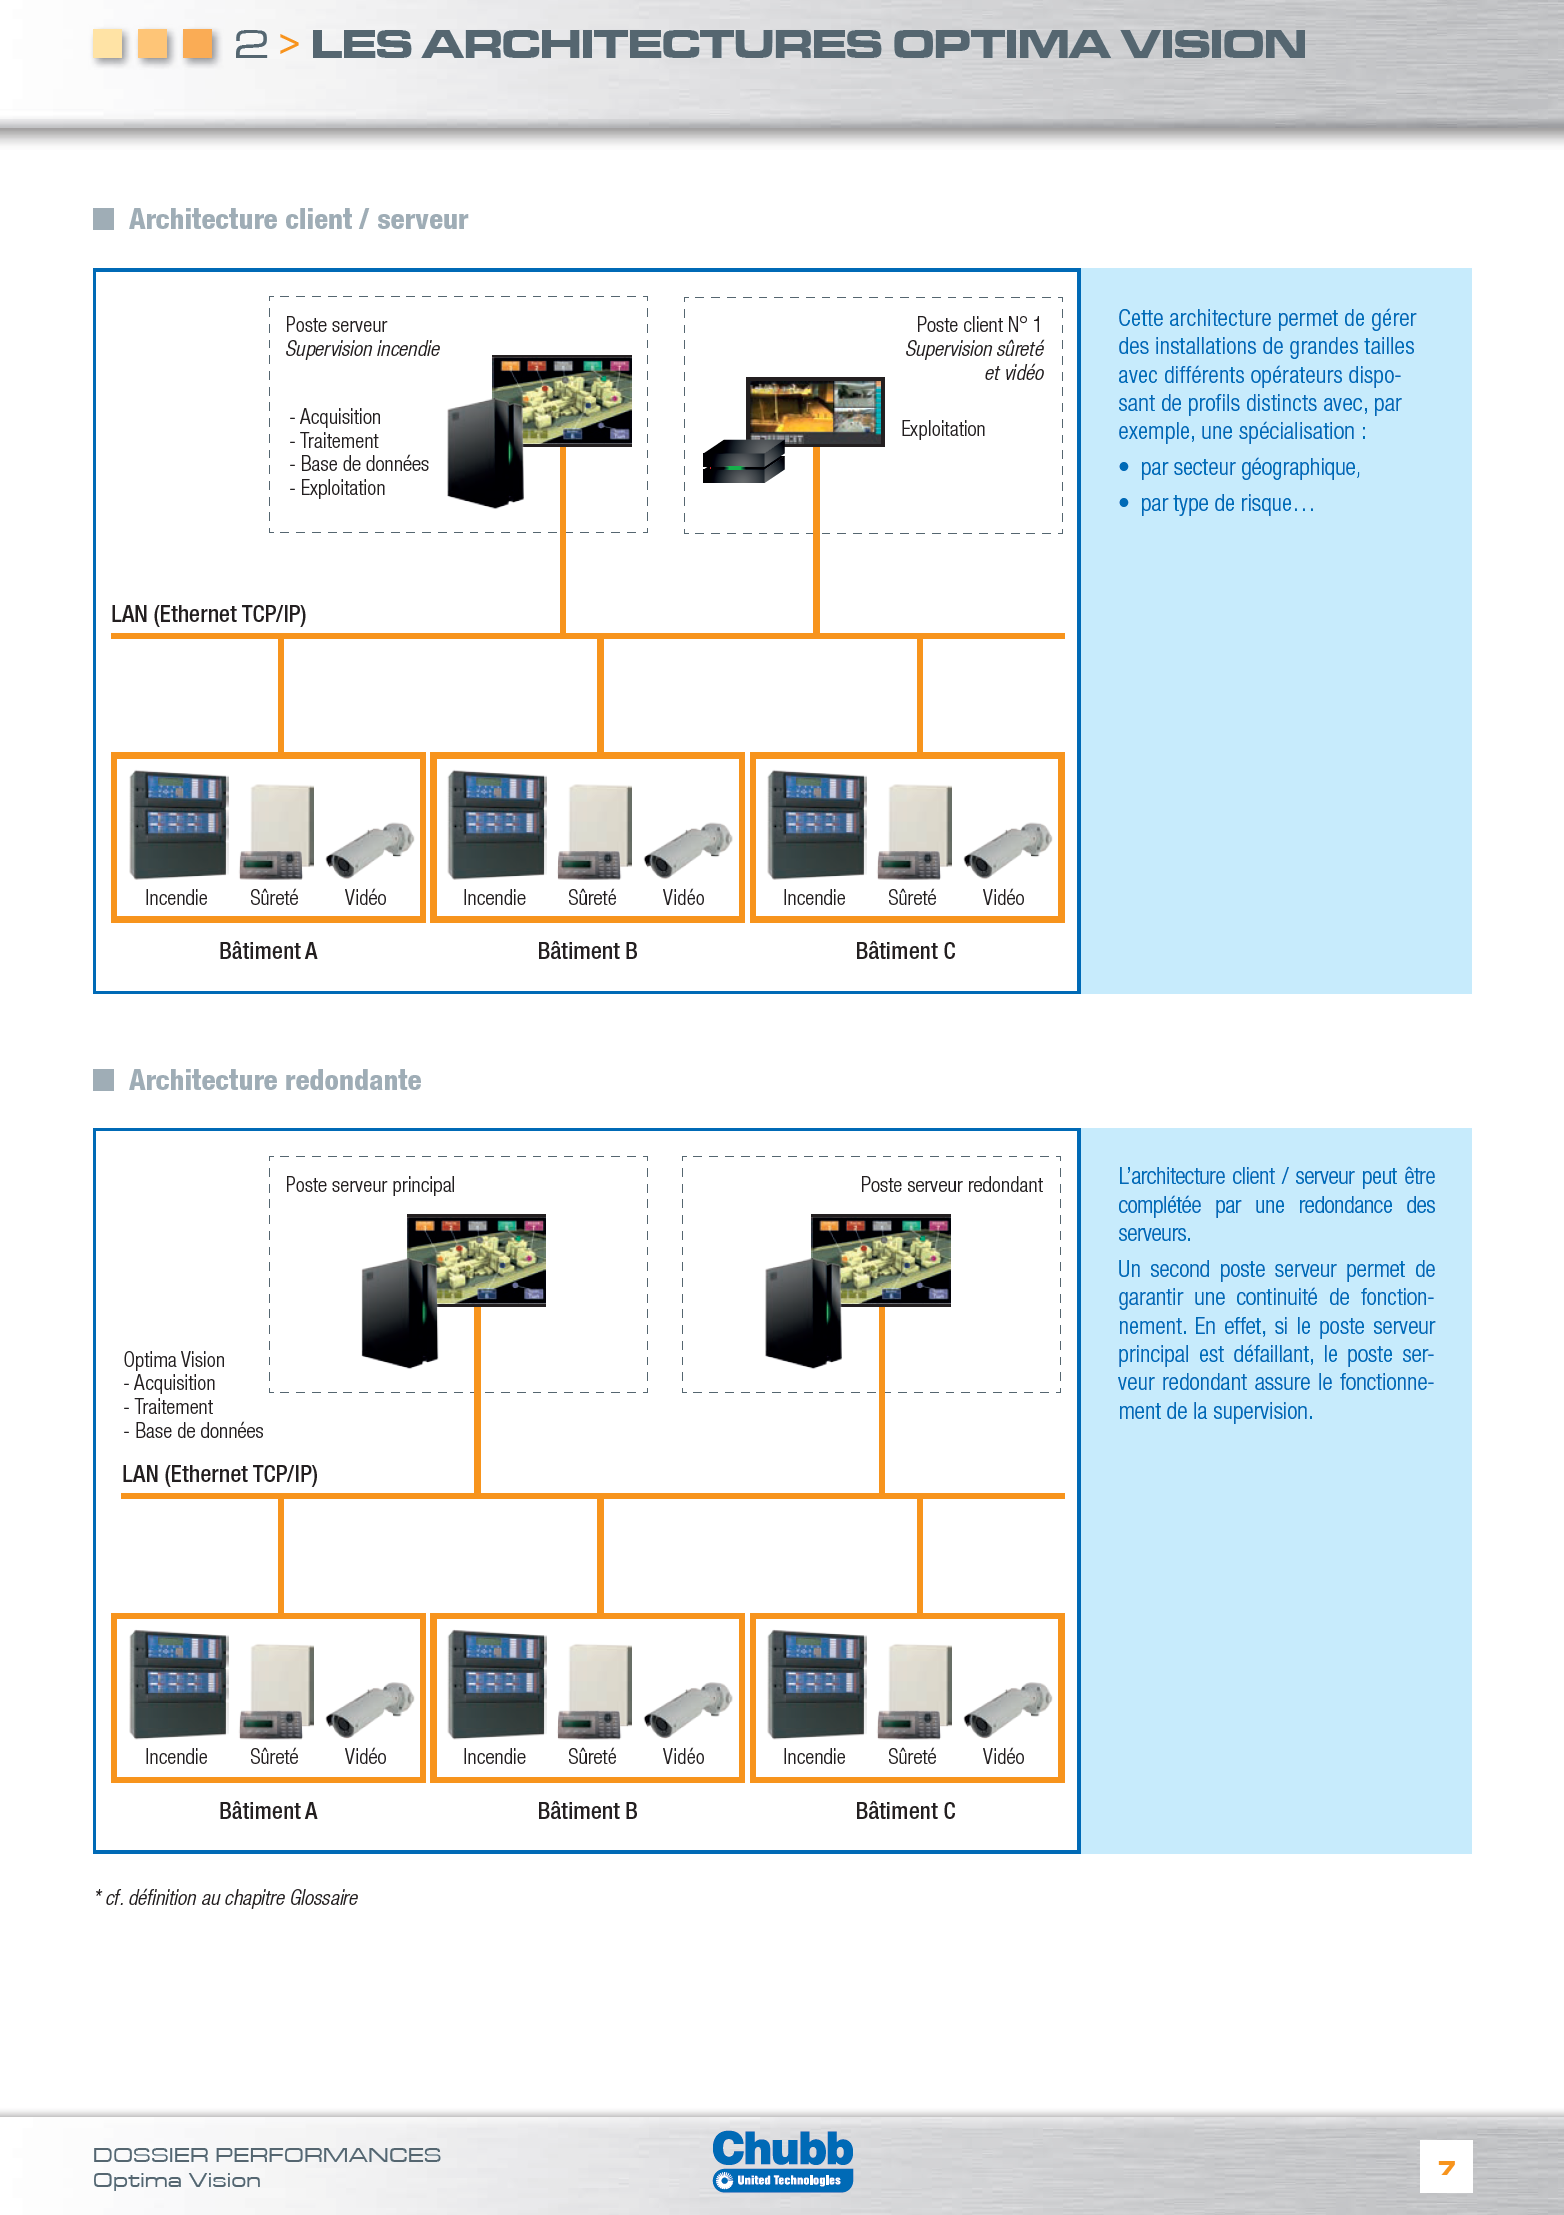 2 > LES ARCHITECTURES OPTIMA VISION
Architecture client / serveur
Poste serveur
Supervision incendie
- Acquisition
- Traitement
- Base de données
- Exploitation
Poste client N° 1
Supervision sûreté
et vidéo
Exploitation
LAN (Ethernet TCP/IP)
Incendie Sûreté Vidéo
Incendie Sûreté Vidéo
Incendie Sûreté Vidéo
Bâtiment A
Bâtiment B
Bâtiment C
Cette architecture permet de gérer
des installations de grandes tailles
avec différents opérateurs dispo-
sant de profils distincts avec, par
exemple, une spécialisation :
• par secteur géographique,
• par type de risque…
Architecture redondante
Poste serveur principal
Poste serveur redondant
Optima Vision
- Acquisition
- Traitement
- Base de données
LAN (Ethernet TCP/IP)
Incendie Sûreté Vidéo
Incendie Sûreté Vidéo
Incendie Sûreté Vidéo
Bâtiment A
Bâtiment B
Bâtiment C
L’architecture client / serveur peut être
complétée par une redondance des
serveurs.
Un second poste serveur permet de
garantir une continuité de fonction-
nement. En effet, si le poste serveur
principal est défaillant, le poste ser-
veur redondant assure le fonctionne-
ment de la supervision.
* cf. définition au chapitre Glossaire
DOSSIER PERFORMANCES
Optima Vision
Chubb
United Technologies
7